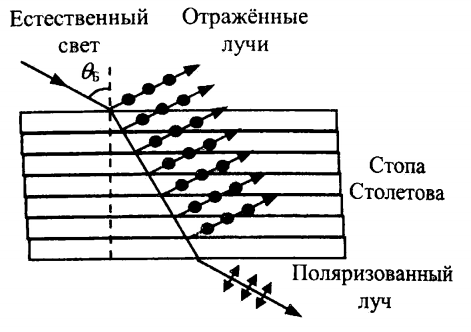 Естественный
свет
θБ
Отражённые
лучи
Стопа
Столетова
Поляризованный
луч